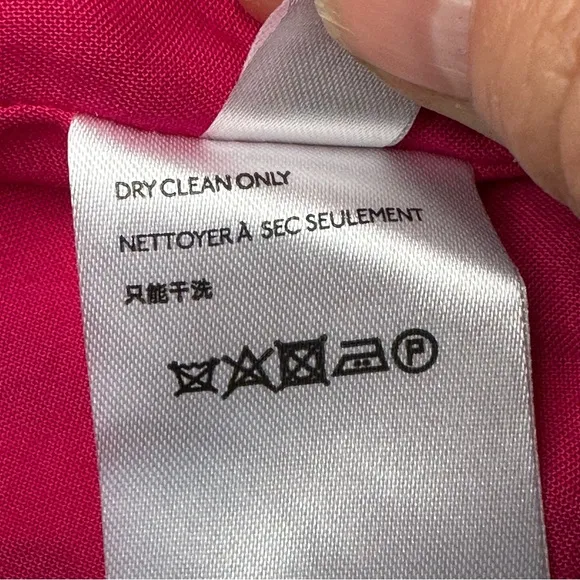 DRY CLEAN ONLY
NETTOYER À SEC SEULEMENT
只能干洗
P